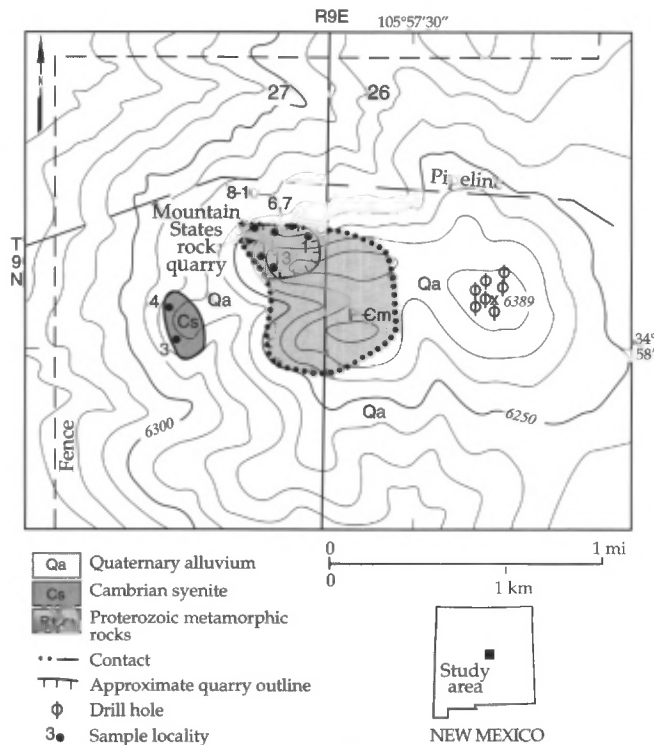 R9E
105°57'30"
27
26
Pipeline
8-1
6,7
Mountain
States
rock
quarry
1
13
T
9
N
Qa
Qa
6389
4
Cs
3
Єm
34°
58'
6300
Qa
6250
Fence
0 1 mi
0 1 km
Qa Quaternary alluvium
Cs Cambrian syenite
Proterozoic metamorphic
rocks
Contact
Approximate quarry outline
Drill hole
3 Sample locality
Study
area
NEW MEXICO